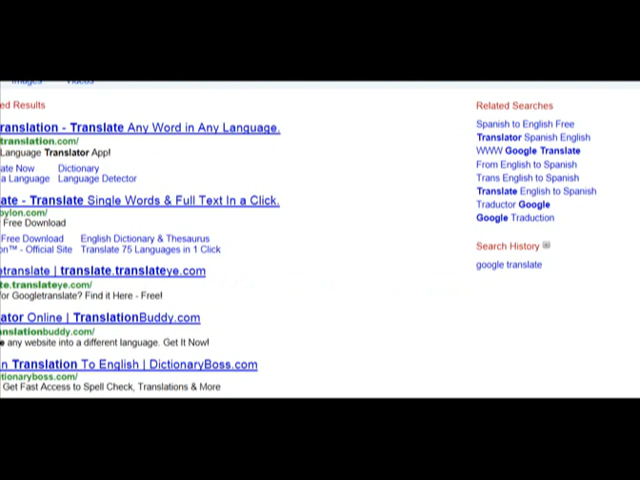 Images Videos
ed Results
ranslation - Translate Any Word in Any Language.
translation.com/
Language Translator App!
ate Now Dictionary
a Language Language Detector
ate - Translate Single Words & Full Text In a Click.
bylon.com/
Free Download
Free Download English Dictionary & Thesaurus
on™ - Official Site Translate 75 Languages in 1 Click
etranslate | translate.translateye.com
te.translateye.com/
for Googletranslate? Find it Here - Free!
ator Online | TranslationBuddy.com
anslationbuddy.com/
e any website into a different language. Get It Now!
n Translation To English | DictionaryBoss.com
tionaryboss.com/
Get Fast Access to Spell Check, Translations & More
Related Searches
Spanish to English Free
Translator Spanish English
WWW Google Translate
From English to Spanish
Trans English to Spanish
Translate English to Spanish
Traductor Google
Google Traduction
Search History
google translate